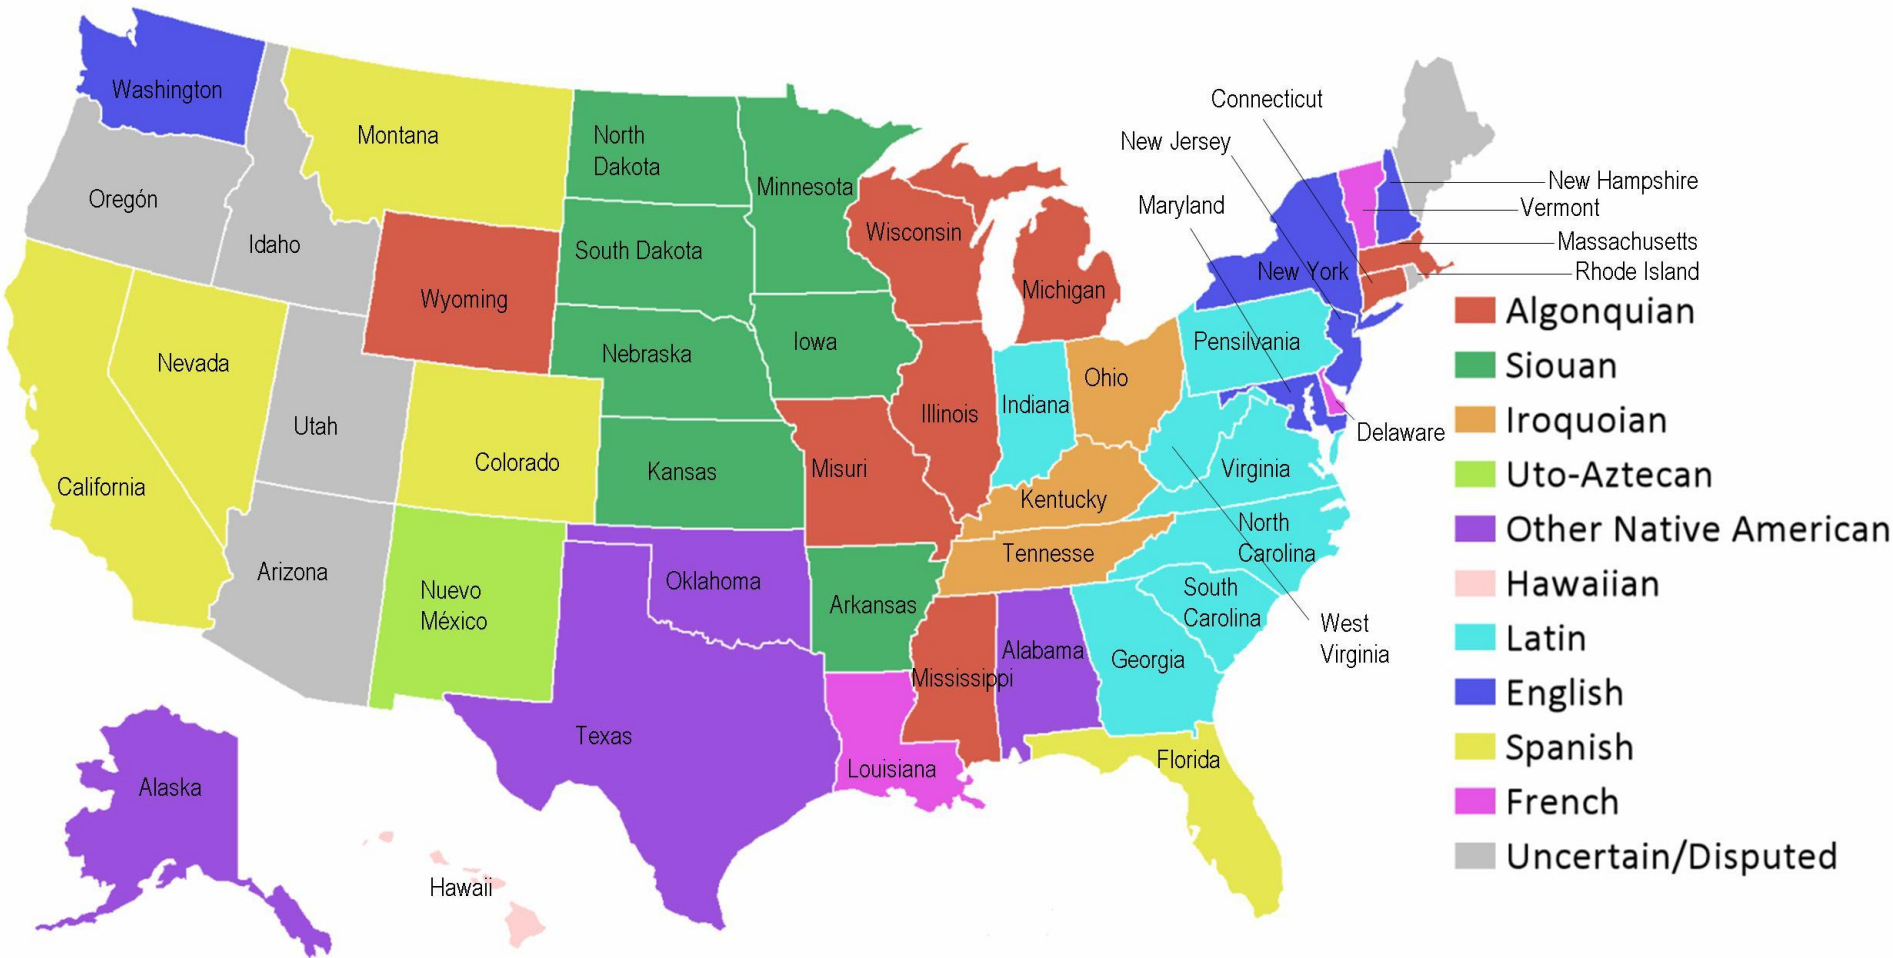 Washington
Montana
North
Dakota
Minnesota
Connecticut
New Jersey
Maryland
New Hampshire
Vermont
Massachusetts
Rhode Island
Oregón
Idaho
Wyoming
South Dakota
Wisconsin
Michigan
New York
Nevada
Utah
Colorado
Nebraska
Iowa
Illinois
Indiana
Ohio
Pensilvania
Delaware
California
Kansas
Misuri
Kentucky
Virginia
Arizona
Nuevo
México
Oklahoma
Arkansas
Tennesse
North
Carolina
South
Carolina
West
Virginia
Texas
Louisiana
Mississippi
Alabama
Georgia
Florida
Alaska
Hawaii
Algonquian
Siouan
Iroquoian
Uto-Aztecan
Other Native American
Hawaiian
Latin
English
Spanish
French
Uncertain/Disputed